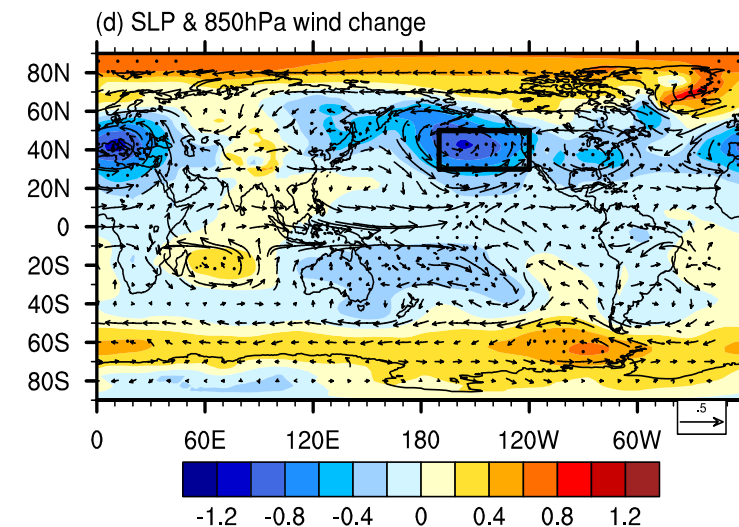 (d) SLP & 850hPa wind change
80N
60N
40N
20N
0
20S
40S
60S
80S
0 60E 120E 180 120W 60W
.5
-1.2 -0.8 -0.4 0 0.4 0.8 1.2